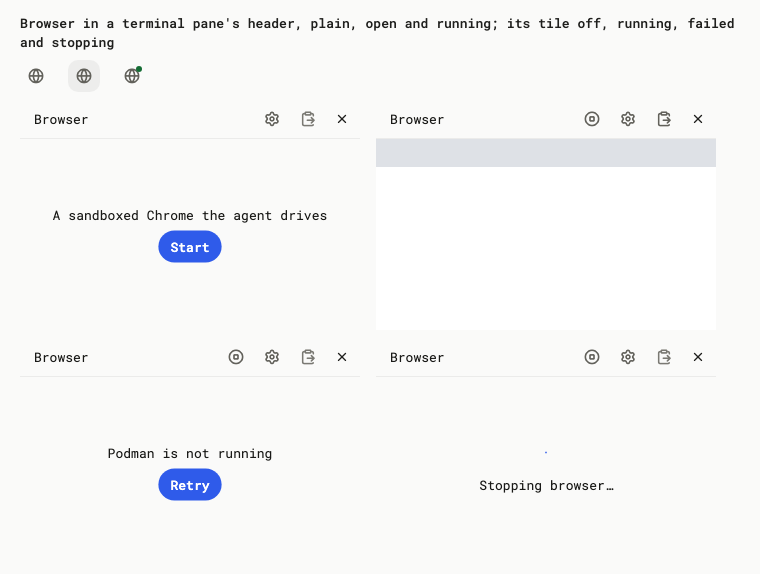 Browser in a terminal pane's header, plain, open and running; its tile off, running, failed
and stopping
Browser
Browser
A sandboxed Chrome the agent drives
Start
Browser
Browser
Podman is not running
Retry
Stopping browser…